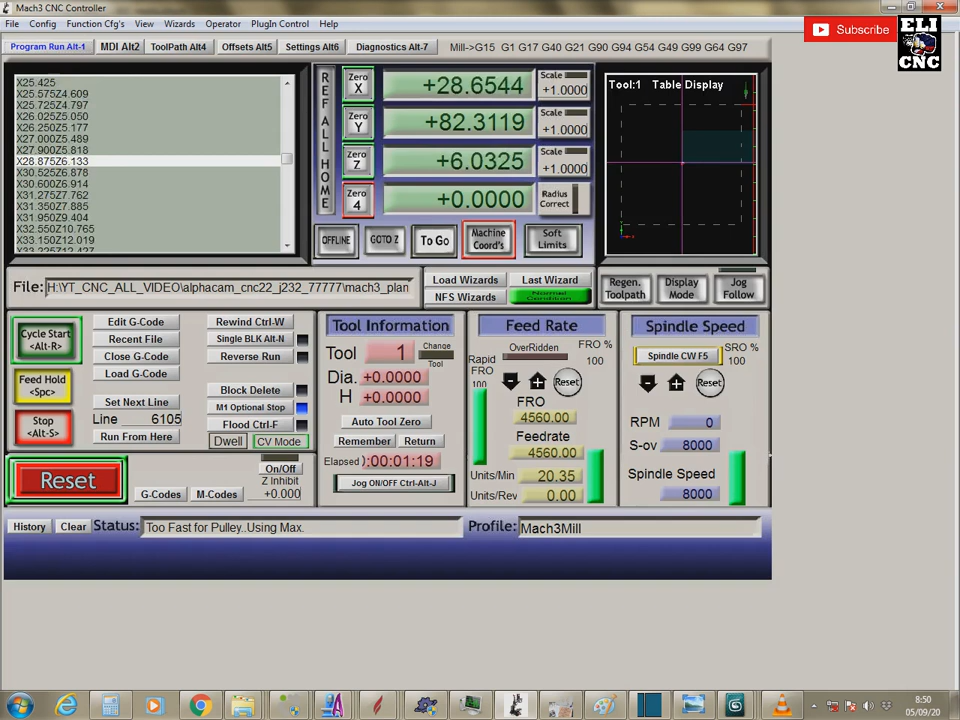 Mach3 CNC Controller
File Config Function Cfg's View Wizards Operator PlugIn Control Help
Subscribe
ELI
CNC
Program Run Alt-1 MDI Alt2 ToolPath Alt4 Offsets Alt5 Settings Alt6 Diagnostics Alt-7 Mill->G15 G1 G17 G40 G21 G90 G94 G54 G49 G99 G64 G97
X25.425
X25.575Z4.609
X25.725Z4.797
X26.025Z5.050
X26.250Z5.177
X27.000Z5.489
X27.900Z5.818
X28.875Z6.133
X30.525Z6.878
X30.600Z6.914
X31.275Z7.762
X31.350Z7.885
X31.950Z9.404
X32.550Z10.765
X33.150Z12.019
X33.225Z12.427
REF ALL HOME
Zero X +28.6544 Scale +1.0000
Zero Y +82.3119 Scale +1.0000
Zero Z +6.0325 Scale +1.0000
Zero 4 +0.0000 Radius Correct
OFFLINE GOTO Z To Go Machine Coord's Soft Limits
Tool:1 Table Display
File: H:\YT_CNC_ALL_VIDEO\alphacam_cnc22_j232_77777\mach3_plan
Load Wizards Last Wizard
NFS Wizards Normal Condition
Regen. Toolpath Display Mode Jog Follow
Cycle Start <Alt-R>
Feed Hold <Spc>
Stop <Alt-S>
Reset
Edit G-Code
Recent File
Close G-Code
Load G-Code
Set Next Line
Line 6105
Run From Here
Rewind Ctrl-W
Single BLK Alt-N
Reverse Run
Block Delete
M1 Optional Stop
Flood Ctrl-F
Dwell CV Mode
G-Codes M-Codes
On/Off
Z Inhibit
+0.000
Tool Information
Tool 1 Change Tool
Dia. +0.0000
H +0.0000
Auto Tool Zero
Remember Return
Elapsed :00:01:19
Jog ON/OFF Ctrl-Alt-J
Feed Rate
OverRidden FRO %
100
Rapid
FRO
100
Reset
FRO
4560.00
Feedrate
4560.00
Units/Min 20.35
Units/Rev 0.00
Spindle Speed
Spindle CW F5 SRO %
100
Reset
RPM 0
S-ov 8000
Spindle Speed
8000
History Clear Status: Too Fast for Pulley..Using Max. Profile: Mach3Mill
8:50
05/09/20